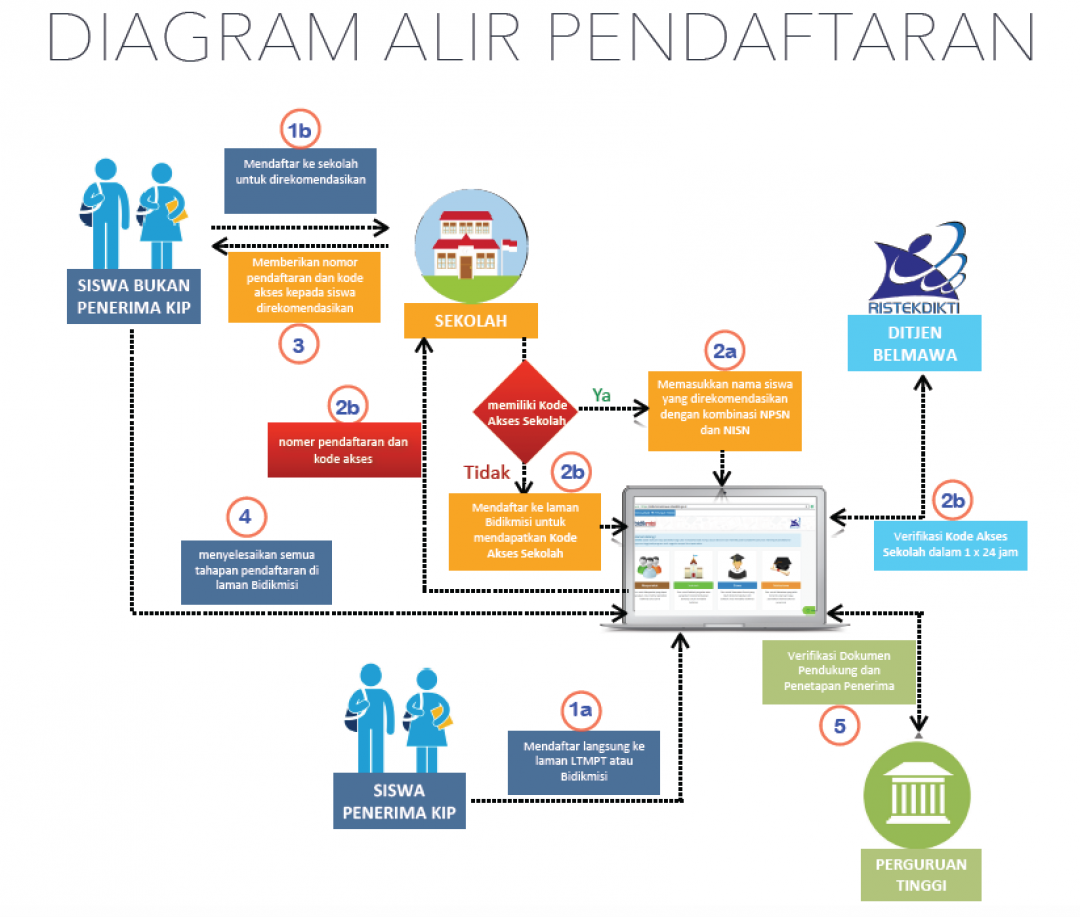 DIAGRAM ALIR PENDAFTARAN
1b
Mendaftar ke sekolah
untuk direkomendasikan
SISWA BUKAN
PENERIMA KIP
Memberikan nomor
pendaftaran dan kode
akses kepada siswa
direkomendasikan
3
SEKOLAH
RISTEKDIKTI
DITJEN
BELMAWA
2a
Memasukkan nama siswa
yang direkomendasikan
dengan kombinasi NPSN
dan NISN
Ya
memiliki Kode
Akses Sekolah
2b
nomer pendaftaran dan
kode akses
Tidak
2b
Mendaftar ke laman
Bidikmisi untuk
mendapatkan Kode
Akses Sekolah
2b
Verifikasi Kode Akses
Sekolah dalam 1 x 24 jam
4
menyelesaikan semua
tahapan pendaftaran di
laman Bidikmisi
Verifikasi Dokumen
Pendukung dan
Penetapan Penerima
5
1a
Mendaftar langsung ke
laman LTMPT atau
Bidikmisi
SISWA
PENERIMA KIP
PERGURUAN
TINGGI